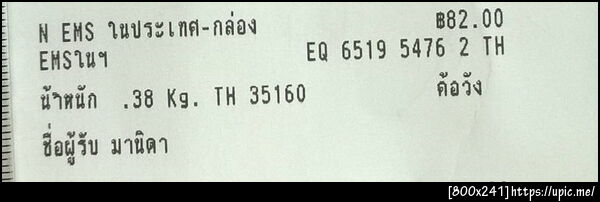 N EMS ในประเทศ-กล่อง ฿82.00
EMSในฯ EQ 6519 5476 2 TH
น้ำหนัก .38 Kg. TH 35160 ค้อวัง
ชื่อผู้รับ มานิดา
[800x241] https://upic.me/